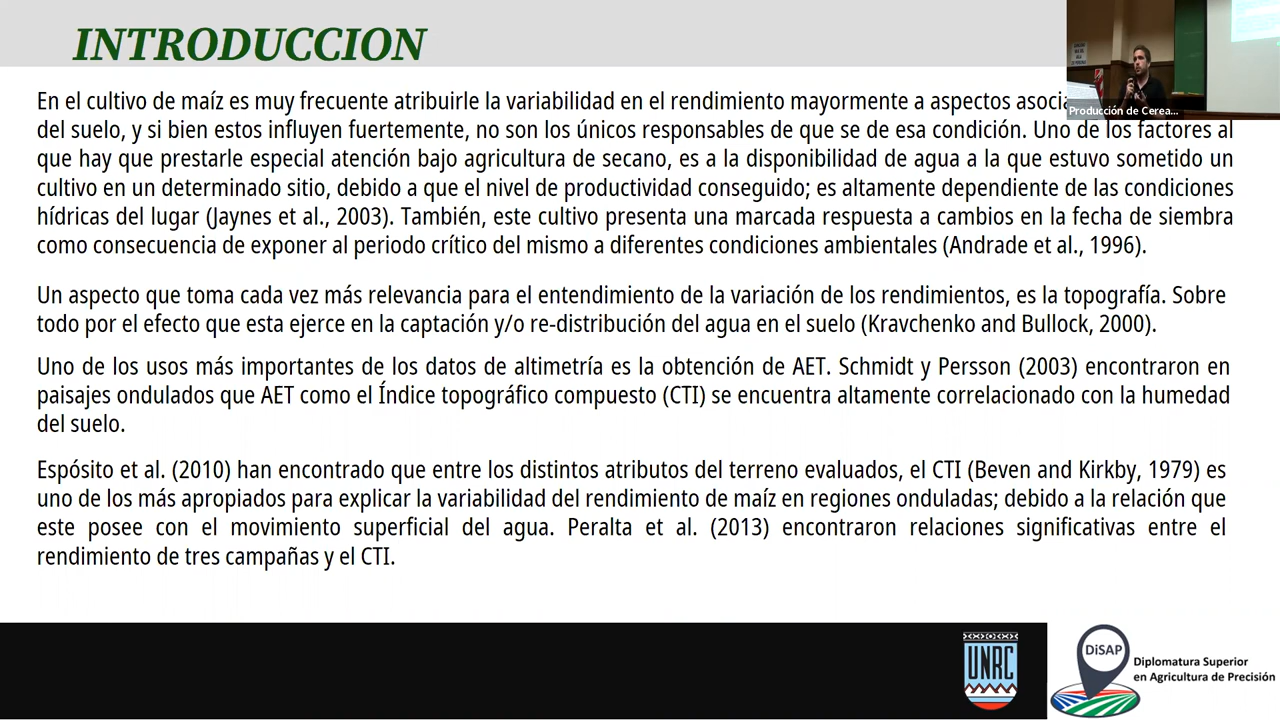 INTRODUCCION
En el cultivo de maíz es muy frecuente atribuirle la variabilidad en el rendimiento mayormente a aspectos
Producción de Cerea...
del suelo, y si bien estos influyen fuertemente, no son los únicos responsables de que se de esa condición. Uno de los factores al
que hay que prestarle especial atención bajo agricultura de secano, es a la disponibilidad de agua a la que estuvo sometido un
cultivo en un determinado sitio, debido a que el nivel de productividad conseguido; es altamente dependiente de las condiciones
hídricas del lugar (Jaynes et al., 2003). También, este cultivo presenta una marcada respuesta a cambios en la fecha de siembra
como consecuencia de exponer al periodo crítico del mismo a diferentes condiciones ambientales (Andrade et al., 1996).
Un aspecto que toma cada vez más relevancia para el entendimiento de la variación de los rendimientos, es la topografía. Sobre
todo por el efecto que esta ejerce en la captación y/o re-distribución del agua en el suelo (Kravchenko and Bullock, 2000).
Uno de los usos más importantes de los datos de altimetría es la obtención de AET. Schmidt y Persson (2003) encontraron en
paisajes ondulados que AET como el Índice topográfico compuesto (CTI) se encuentra altamente correlacionado con la humedad
del suelo.
Espósito et al. (2010) han encontrado que entre los distintos atributos del terreno evaluados, el CTI (Beven and Kirkby, 1979) es
uno de los más apropiados para explicar la variabilidad del rendimiento de maíz en regiones onduladas; debido a la relación que
este posee con el movimiento superficial del agua. Peralta et al. (2013) encontraron relaciones significativas entre el
rendimiento de tres campañas y el CTI.
UNRC
DiSAP
Diplomatura Superior
en Agricultura de Precisión